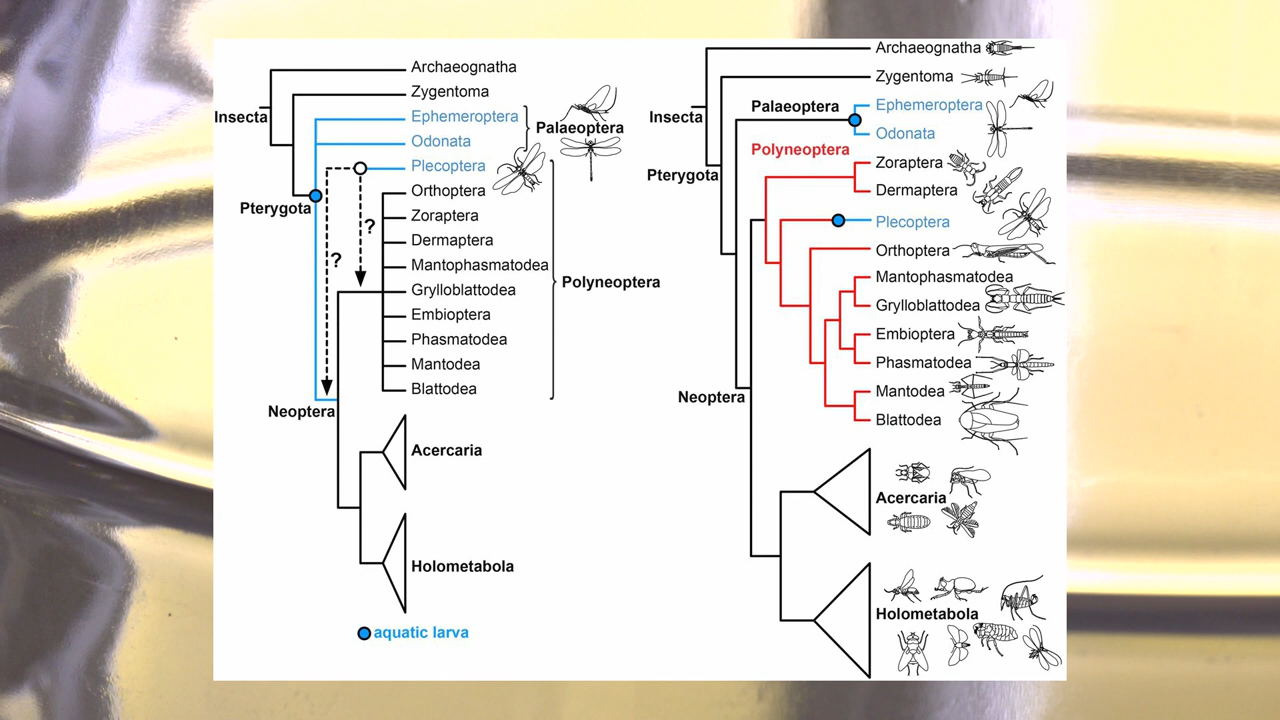 Archaeognatha
Zygentoma
Insecta
Ephemeroptera
Palaeoptera
Odonata
Plecoptera
Pterygota
Orthoptera
Zoraptera
?
Dermaptera
?
Mantophasmatodea
Polyneoptera
Grylloblattodea
Embioptera
Phasmatodea
Mantodea
Blattodea
Neoptera
Acercaria
Holometabola
aquatic larva
Archaeognatha
Zygentoma
Insecta
Palaeoptera
Ephemeroptera
Odonata
Polyneoptera
Zoraptera
Pterygota
Dermaptera
Plecoptera
Orthoptera
Mantophasmatodea
Grylloblattodea
Embioptera
Phasmatodea
Neoptera
Mantodea
Blattodea
Acercaria
Holometabola